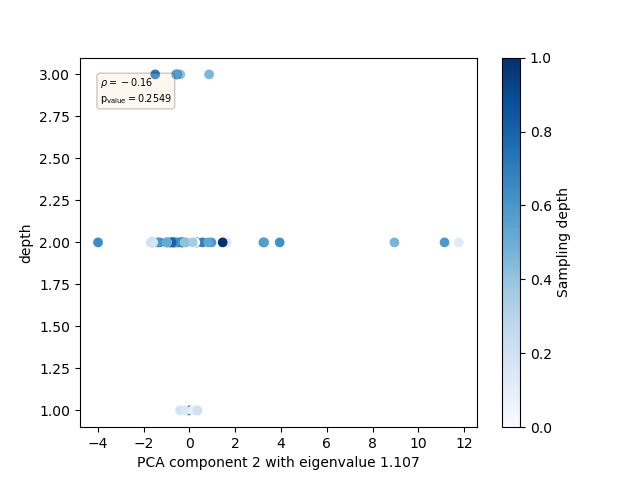 ρ = −0.16
p_value = 0.2549
3.00
2.75
2.50
2.25
2.00
1.75
1.50
1.25
1.00
depth
−4 −2 0 2 4 6 8 10 12
PCA component 2 with eigenvalue 1.107
1.0
0.8
0.6
0.4
0.2
0.0
Sampling depth